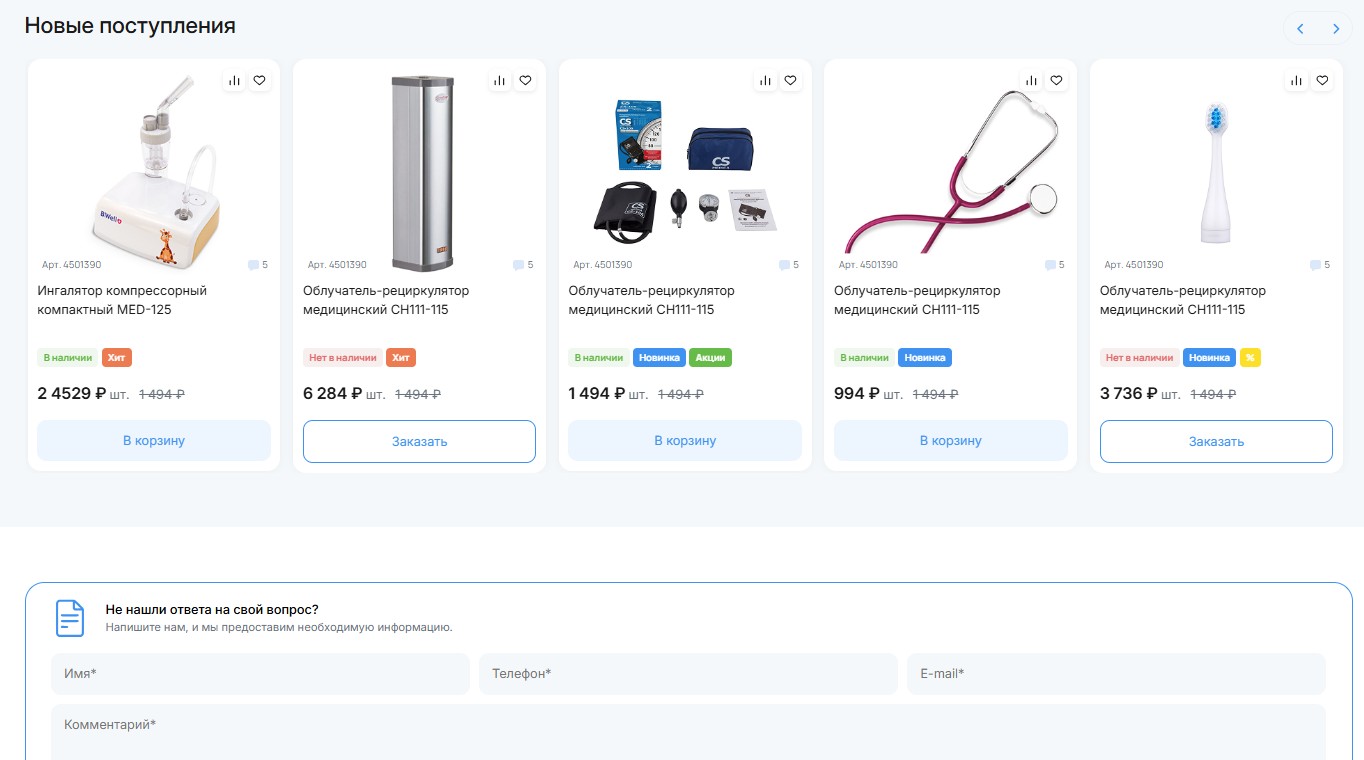 Новые поступления
BWell
CS
CS
CS
Арт. 4501390
5
Арт. 4501390
5
Арт. 4501390
5
Арт. 4501390
5
Арт. 4501390
5
Ингалятор компрессорный
компактный MED-125
Облучатель-рециркулятор
медицинский СН111-115
Облучатель-рециркулятор
медицинский СН111-115
Облучатель-рециркулятор
медицинский СН111-115
Облучатель-рециркулятор
медицинский СН111-115
В наличии Хит
Нет в наличии Хит
В наличии Новинка Акции
В наличии Новинка
Нет в наличии Новинка %
2 4529 ₽ шт. 1 494 ₽
6 284 ₽ шт. 1 494 ₽
1 494 ₽ шт. 1 494 ₽
994 ₽ шт. 1 494 ₽
3 736 ₽ шт. 1 494 ₽
В корзину
Заказать
В корзину
В корзину
Заказать
Не нашли ответа на свой вопрос?
Напишите нам, и мы предоставим необходимую информацию.
Имя*
Телефон*
E-mail*
Комментарий*